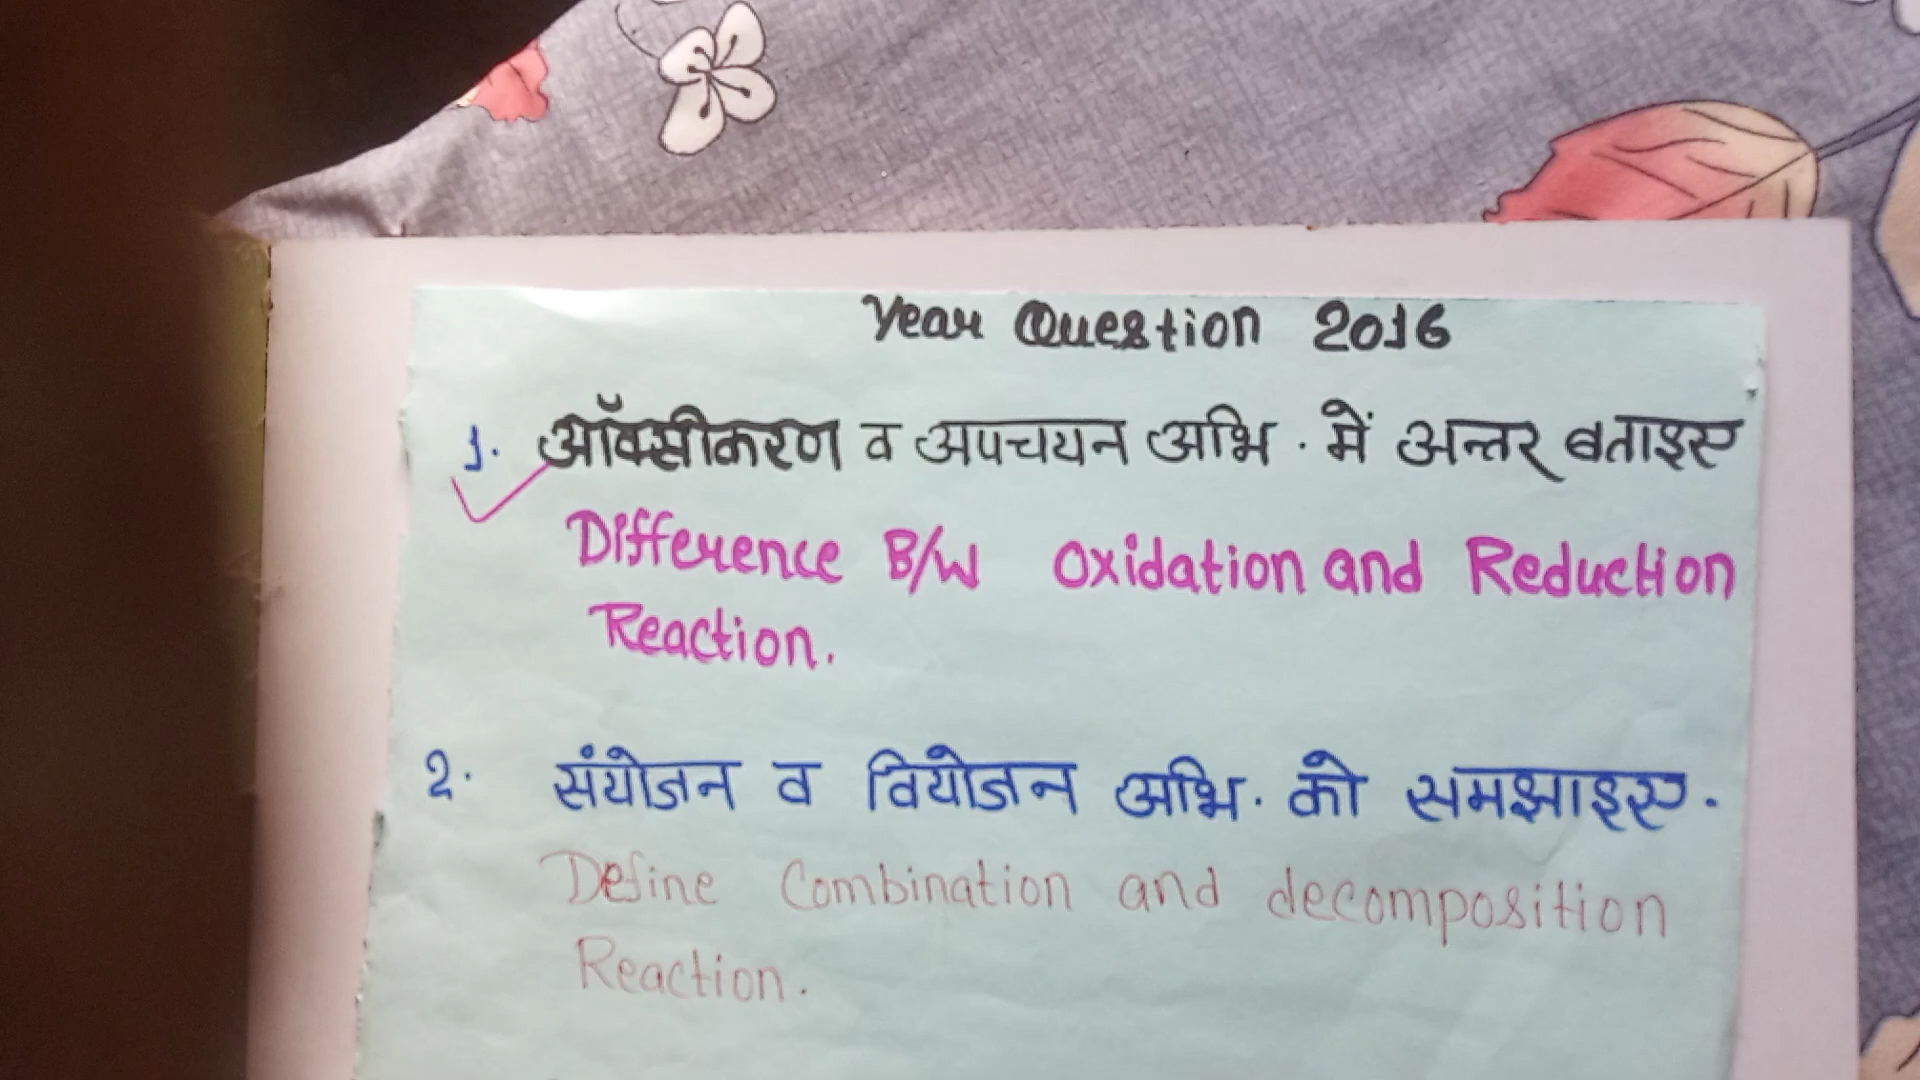 Year Question 2016
1. ऑक्सीकरण व अपचयन अभि. में अन्तर बताइए
Difference B/W Oxidation and Reduction
Reaction.
2. संयोजन व वियोजन अभि. को समझाइए.
Define Combination and decomposition
Reaction.